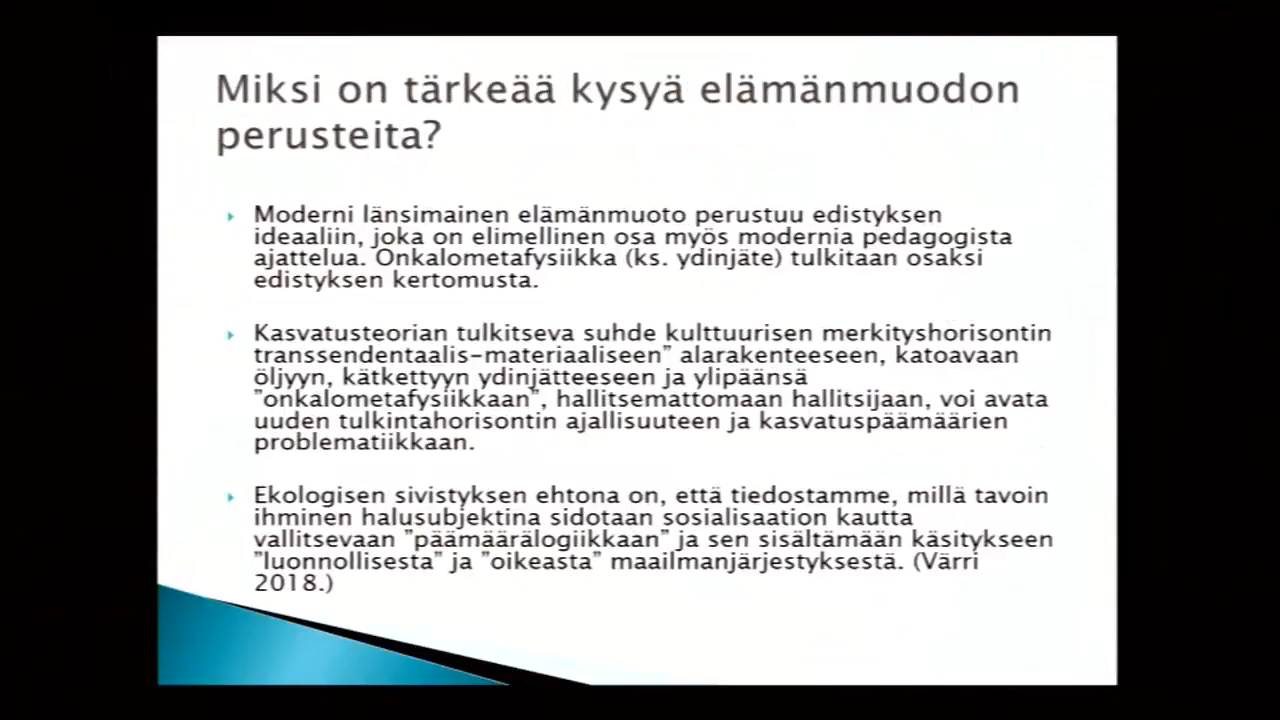 Miksi on tärkeää kysyä elämänmuodon
perusteita?
Moderni länsimainen elämänmuoto perustuu edistyksen
ideaaliin, joka on elimellinen osa myös modernia pedagogista
ajattelua. Onkalometafysiikka (ks. ydinjäte) tulkitaan osaksi
edistyksen kertomusta.
Kasvatusteorian tulkitseva suhde kulttuurisen merkityshorisontin
transsendentaalis-materiaaliseen” alarakenteeseen, katoavaan
öljyyn, kätkettyyn ydinjätteeseen ja ylipäänsä
”onkalometafysiikkaan”, hallitsemattomaan hallitsijaan, voi avata
uuden tulkintahorisontin ajallisuuteen ja kasvatuspäämäärien
problematiikkaan.
Ekologisen sivistyksen ehtona on, että tiedostamme, millä tavoin
ihminen halusubjektina sidotaan sosialisaation kautta
vallitsevaan ”päämäärälogiikkaan” ja sen sisältämään käsitykseen
”luonnollisesta” ja ”oikeasta” maailmanjärjestyksestä. (Värri
2018.)